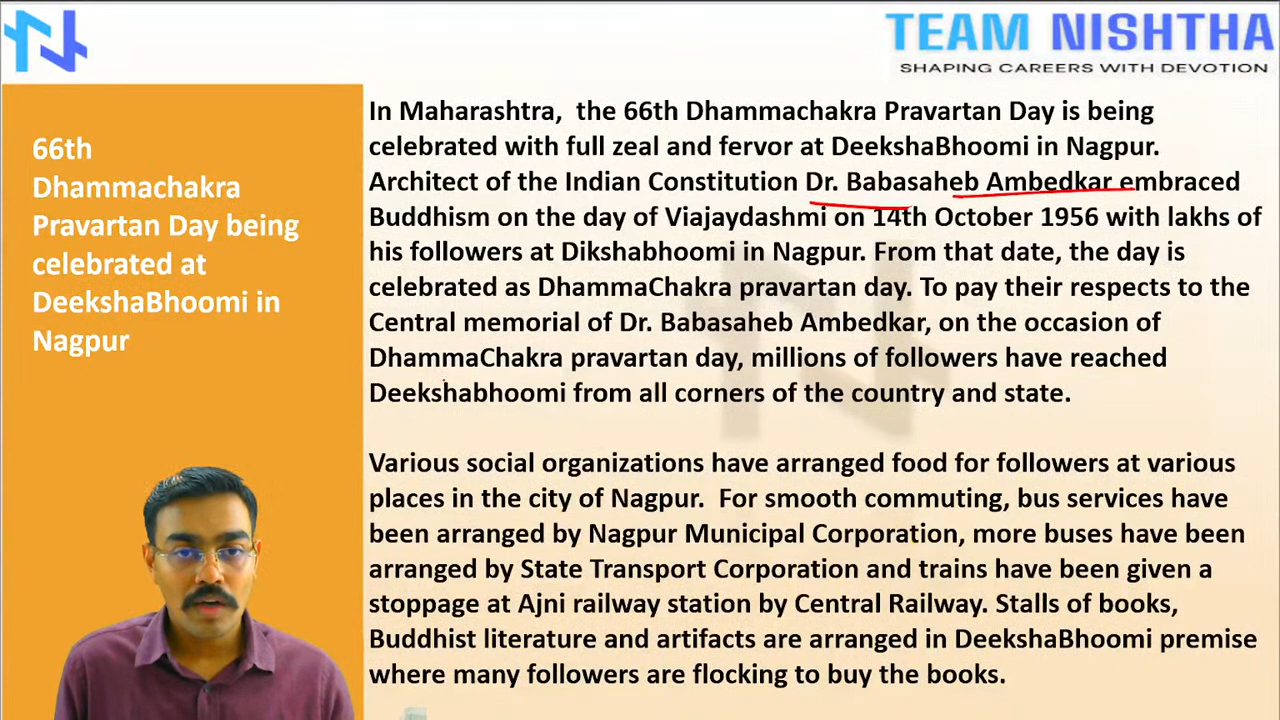 TEAM NISHTHA
SHAPING CAREERS WITH DEVOTION
66th
Dhammachakra
Pravartan Day being
celebrated at
DeekshaBhoomi in
Nagpur
In Maharashtra, the 66th Dhammachakra Pravartan Day is being
celebrated with full zeal and fervor at DeekshaBhoomi in Nagpur.
Architect of the Indian Constitution Dr. Babasaheb Ambedkar embraced
Buddhism on the day of Viajaydashmi on 14th October 1956 with lakhs of
his followers at Dikshabhoomi in Nagpur. From that date, the day is
celebrated as DhammaChakra pravartan day. To pay their respects to the
Central memorial of Dr. Babasaheb Ambedkar, on the occasion of
DhammaChakra pravartan day, millions of followers have reached
Deekshabhoomi from all corners of the country and state.
Various social organizations have arranged food for followers at various
places in the city of Nagpur. For smooth commuting, bus services have
been arranged by Nagpur Municipal Corporation, more buses have been
arranged by State Transport Corporation and trains have been given a
stoppage at Ajni railway station by Central Railway. Stalls of books,
Buddhist literature and artifacts are arranged in DeekshaBhoomi premise
where many followers are flocking to buy the books.